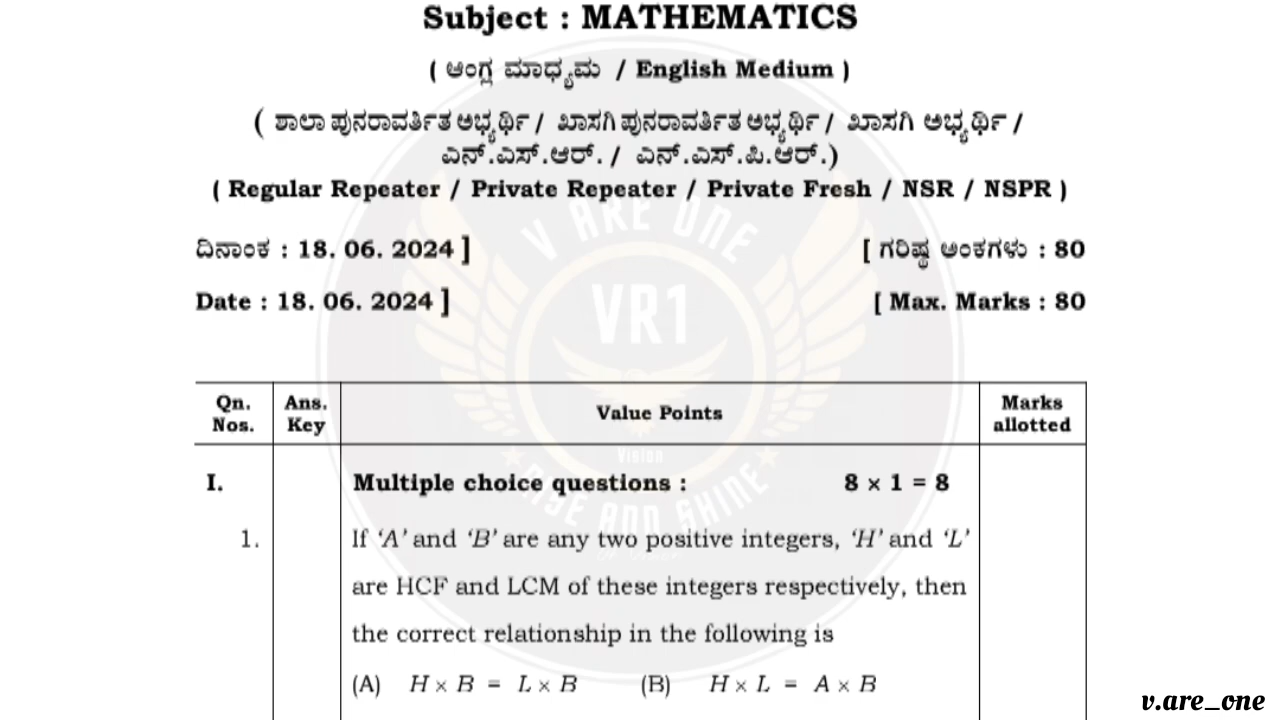 Subject : MATHEMATICS
( ಆಂಗ್ಲ ಮಾಧ್ಯಮ / English Medium )
( ಶಾಲಾ ಪುನರಾವರ್ತಿತ ಅಭ್ಯರ್ಥಿ / ಖಾಸಗಿ ಪುನರಾವರ್ತಿತ ಅಭ್ಯರ್ಥಿ / ಖಾಸಗಿ ಅಭ್ಯರ್ಥಿ /
ಎನ್.ಎಸ್.ಆರ್. / ಎನ್.ಎಸ್.ಪಿ.ಆರ್.)
( Regular Repeater / Private Repeater / Private Fresh / NSR / NSPR )
V ARE ONE
ದಿನಾಂಕ : 18. 06. 2024 ] [ ಗರಿಷ್ಠ ಅಂಕಗಳು : 80
Date : 18. 06. 2024 ] [ Max. Marks : 80
VR1
Qn. Nos. Ans. Key Value Points Marks allotted
Vision
I. Multiple choice questions : 8 × 1 = 8
RISE AND SHINE
1. If ‘A’ and ‘B’ are any two positive integers, ‘H’ and ‘L’
are HCF and LCM of these integers respectively, then
the correct relationship in the following is
(A) H × B = L × B (B) H × L = A × B
v.are_one